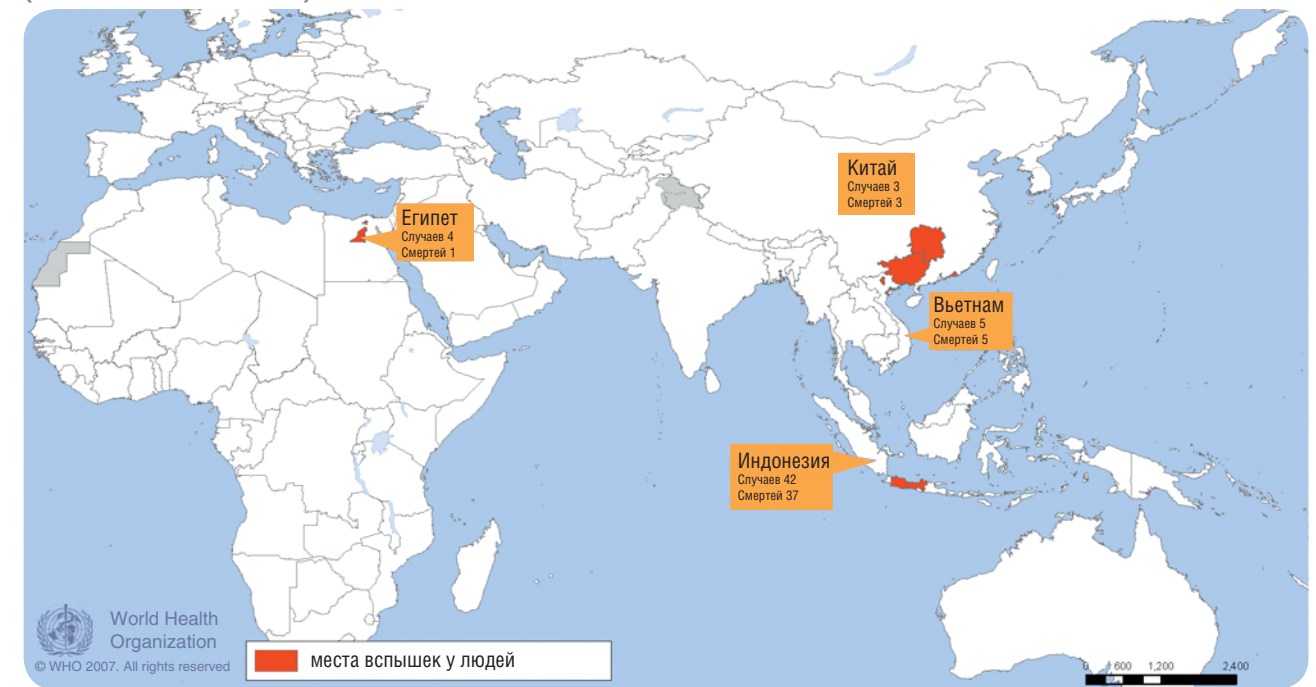 Китай
Случаев 3
Смертей 3
Египет
Случаев 4
Смертей 1
Вьетнам
Случаев 5
Смертей 5
Индонезия
Случаев 42
Смертей 37
World Health
Organization
© WHO 2007. All rights reserved
места вспышек у людей
0 600 1,200 2,400